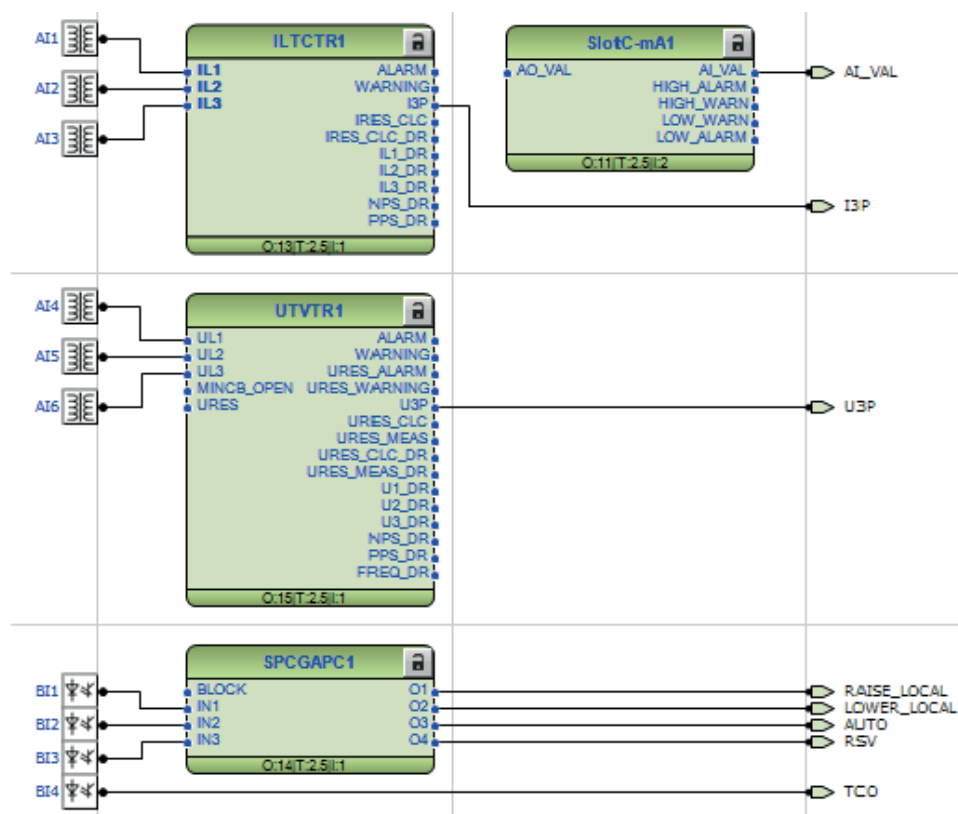 AI1
AI2
AI3
ILTCTR1
IL1
IL2
IL3
ALARM
WARNING
I3P
IRES_CLC
IRES_CLC_DR
IL1_DR
IL2_DR
IL3_DR
NPS_DR
PPS_DR
O:13|T:2.5|I:1
SlotC-mA1
AO_VAL
AI_VAL
HIGH_ALARM
HIGH_WARN
LOW_WARN
LOW_ALARM
O:11|T:2.5|I:2
AI_VAL
I3P
AI4
AI5
AI6
UTVTR1
UL1
UL2
UL3
MINCB_OPEN
URES
ALARM
WARNING
URES_ALARM
URES_WARNING
U3P
URES_CLC
URES_MEAS
URES_CLC_DR
URES_MEAS_DR
U1_DR
U2_DR
U3_DR
NPS_DR
PPS_DR
FREQ_DR
O:15|T:2.5|I:1
U3P
BI1
BI2
BI3
BI4
SPCGAPC1
BLOCK
IN1
IN2
IN3
O1
O2
O3
O4
O:14|T:2.5|I:1
RAISE_LOCAL
LOWER_LOCAL
AUTO
RSV
TCO